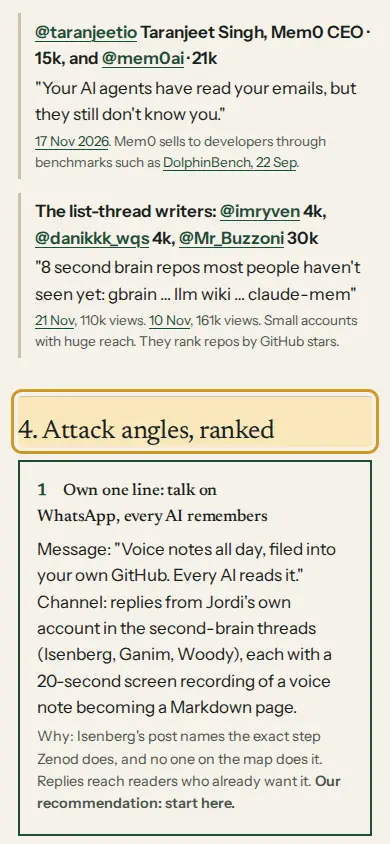 @taranjeetio Taranjeet Singh, Mem0 CEO ·
15k, and @mem0ai · 21k
"Your AI agents have read your emails, but
they still don't know you."
17 Nov 2026. Mem0 sells to developers through
benchmarks such as DolphinBench, 22 Sep.
The list-thread writers: @imryven 4k,
@danikkk_wqs 4k, @Mr_Buzzoni 30k
"8 second brain repos most people haven't
seen yet: gbrain ... llm wiki ... claude-mem"
21 Nov, 110k views. 10 Nov, 161k views. Small accounts
with huge reach. They rank repos by GitHub stars.
4. Attack angles, ranked
1 Own one line: talk on
WhatsApp, every AI remembers
Message: "Voice notes all day, filed into
your own GitHub. Every AI reads it."
Channel: replies from Jordi's own
account in the second-brain threads
(Isenberg, Ganim, Woody), each with a
20-second screen recording of a voice
note becoming a Markdown page.
Why: Isenberg's post names the exact step
Zenod does, and no one on the map does it.
Replies reach readers who already want it. Our
recommendation: start here.